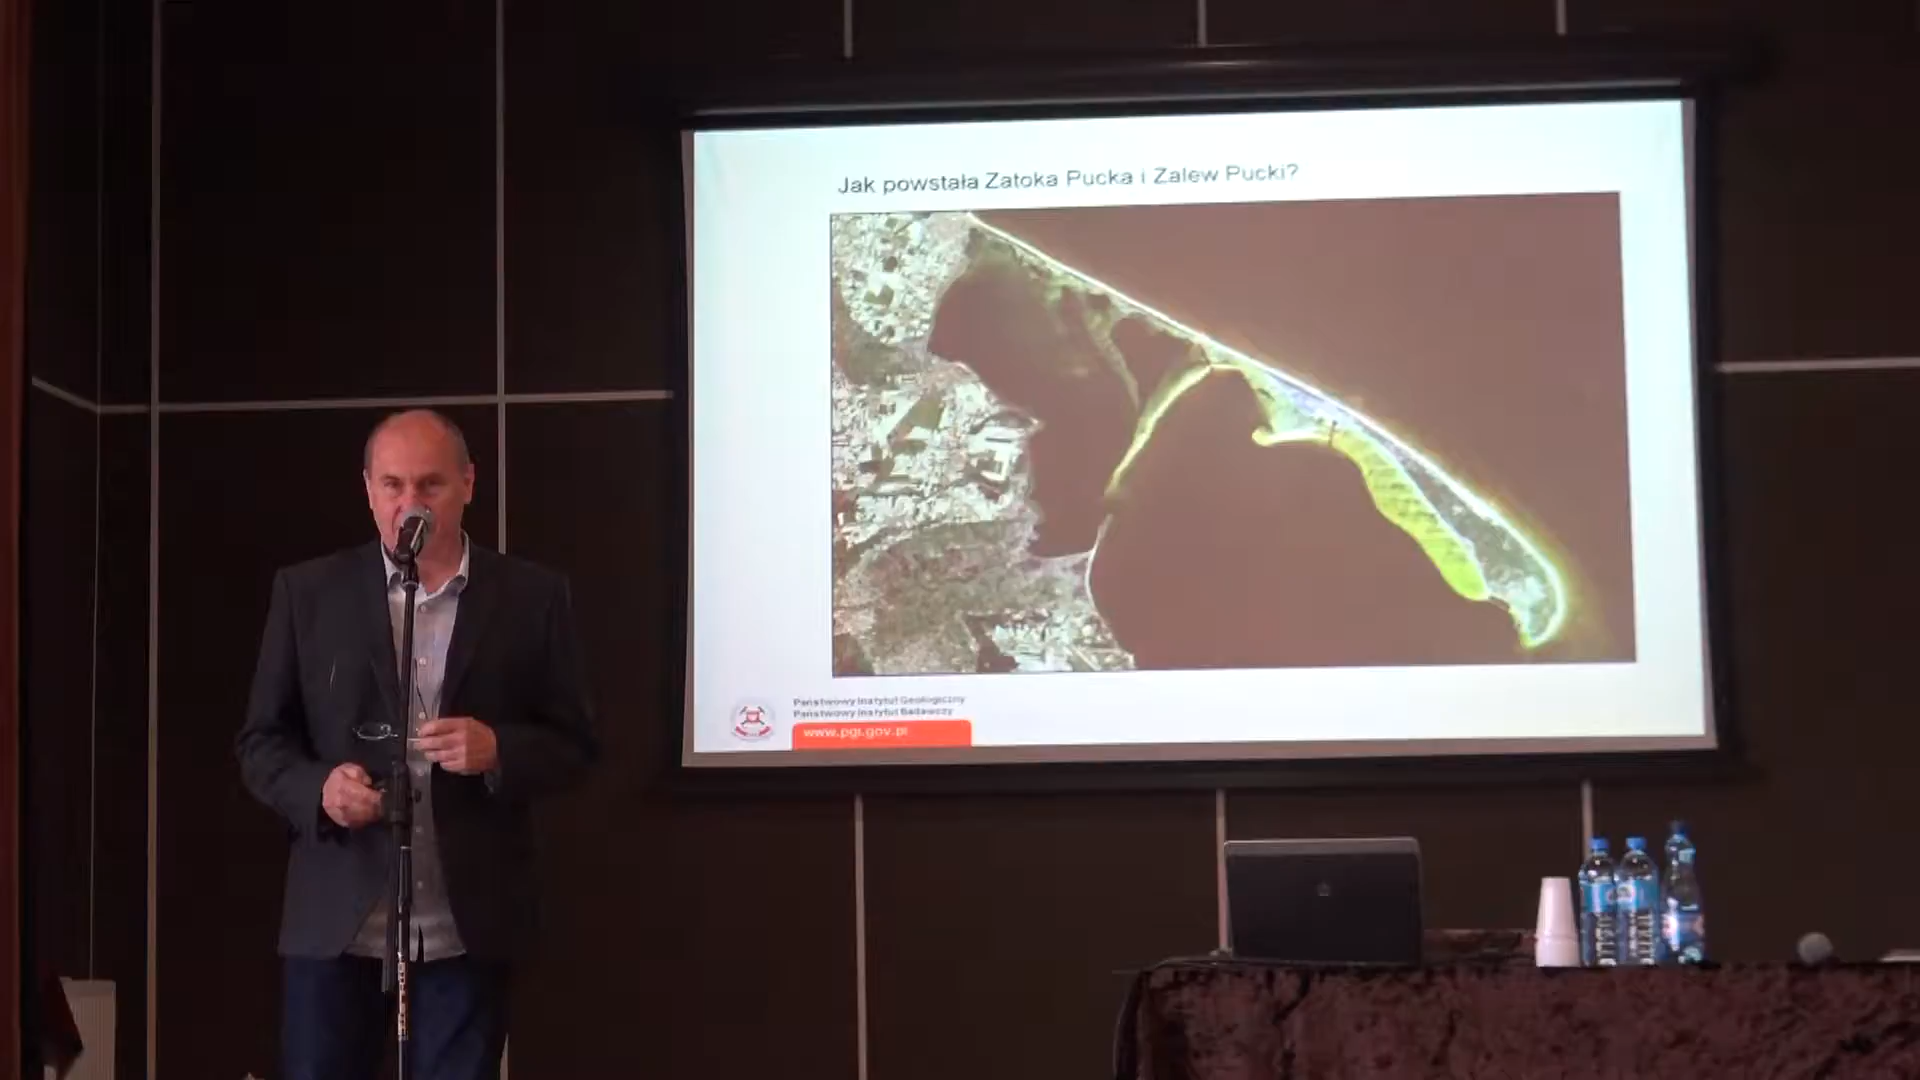 Jak powstała Zatoka Pucka i Zalew Pucki?
Państwowy Instytut Geologiczny
Państwowy Instytut Badawczy
www.pgi.gov.pl